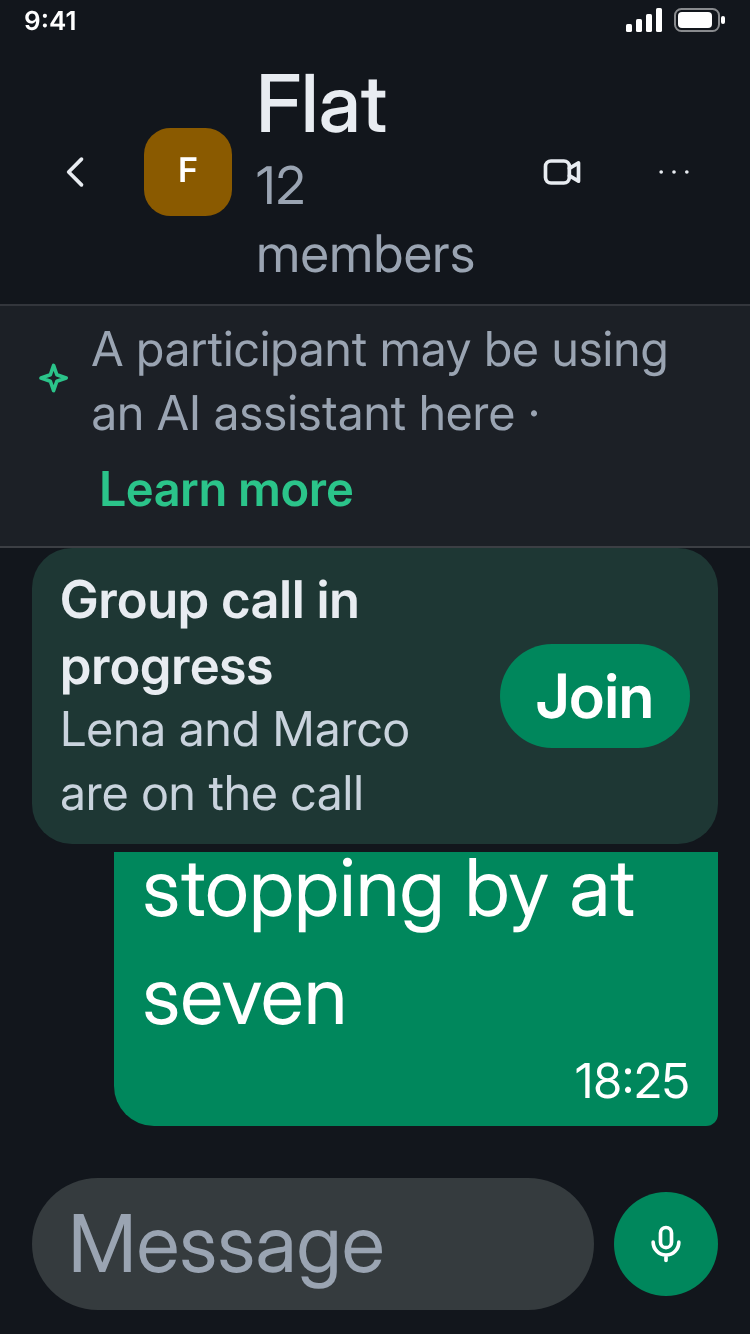 9:41
Flat
F
12
members
A participant may be using
an AI assistant here ·
Learn more
Group call in
progress
Lena and Marco
are on the call
Join
stopping by at
seven
18:25
Message